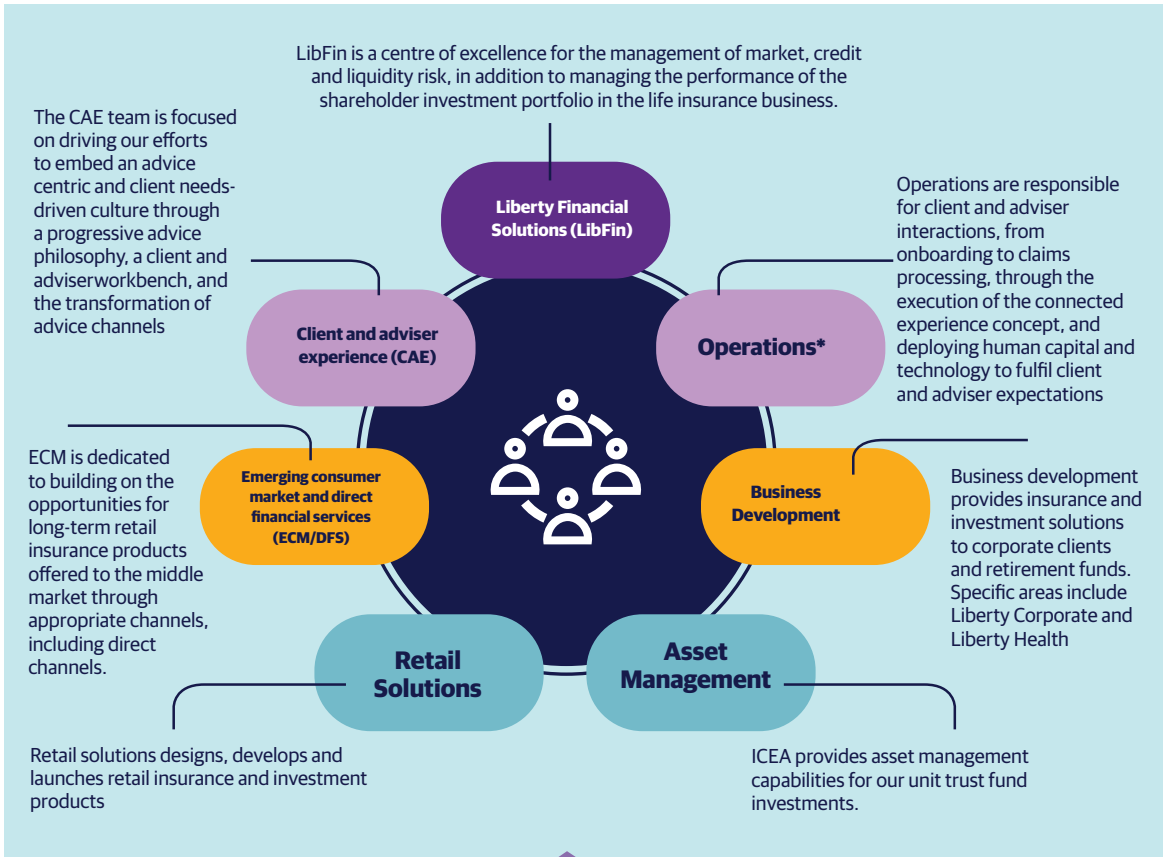 LibFin is a centre of excellence for the management of market, credit
and liquidity risk, in addition to managing the performance of the
shareholder investment portfolio in the life insurance business.
The CAE team is focused
on driving our efforts
to embed an advice
centric and client needs-
driven culture through
a progressive advice
philosophy, a client and
adviserworkbench, and
the transformation of
advice channels
Liberty Financial
Solutions (LibFin)
Operations are responsible
for client and adviser
interactions, from
onboarding to claims
processing, through the
execution of the connected
experience concept, and
deploying human capital and
technology to fulfil client
and adviser expectations
Client and adviser
experience (CAE)
Operations*
ECM is dedicated
to building on the
opportunities for
long-term retail
insurance products
offered to the middle
market through
appropriate channels,
including direct
channels.
Emerging consumer
market and direct
financial services
(ECM/DFS)
Business
Development
Business development
provides insurance and
investment solutions
to corporate clients
and retirement funds.
Specific areas include
Liberty Corporate and
Liberty Health
Retail
Solutions
Asset
Management
Retail solutions designs, develops and
launches retail insurance and investment
products
ICEA provides asset management
capabilities for our unit trust fund
investments.